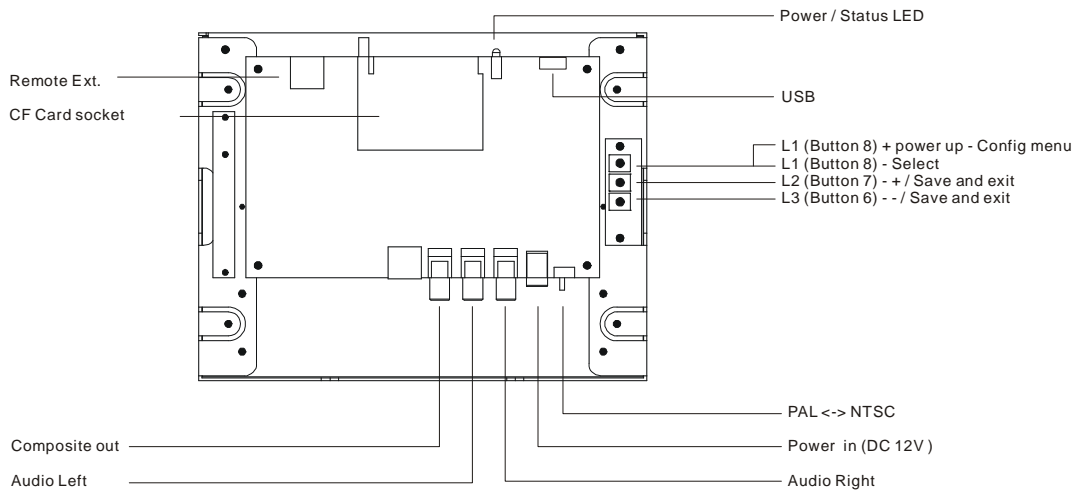 Power / Status LED
Remote Ext.
USB
CF Card socket
L1 (Button 8) + power up - Config menu
L1 (Button 8) - Select
L2 (Button 7) - + / Save and exit
L3 (Button 6) - - / Save and exit
PAL <-> NTSC
Composite out
Power in (DC 12V )
Audio Left
Audio Right